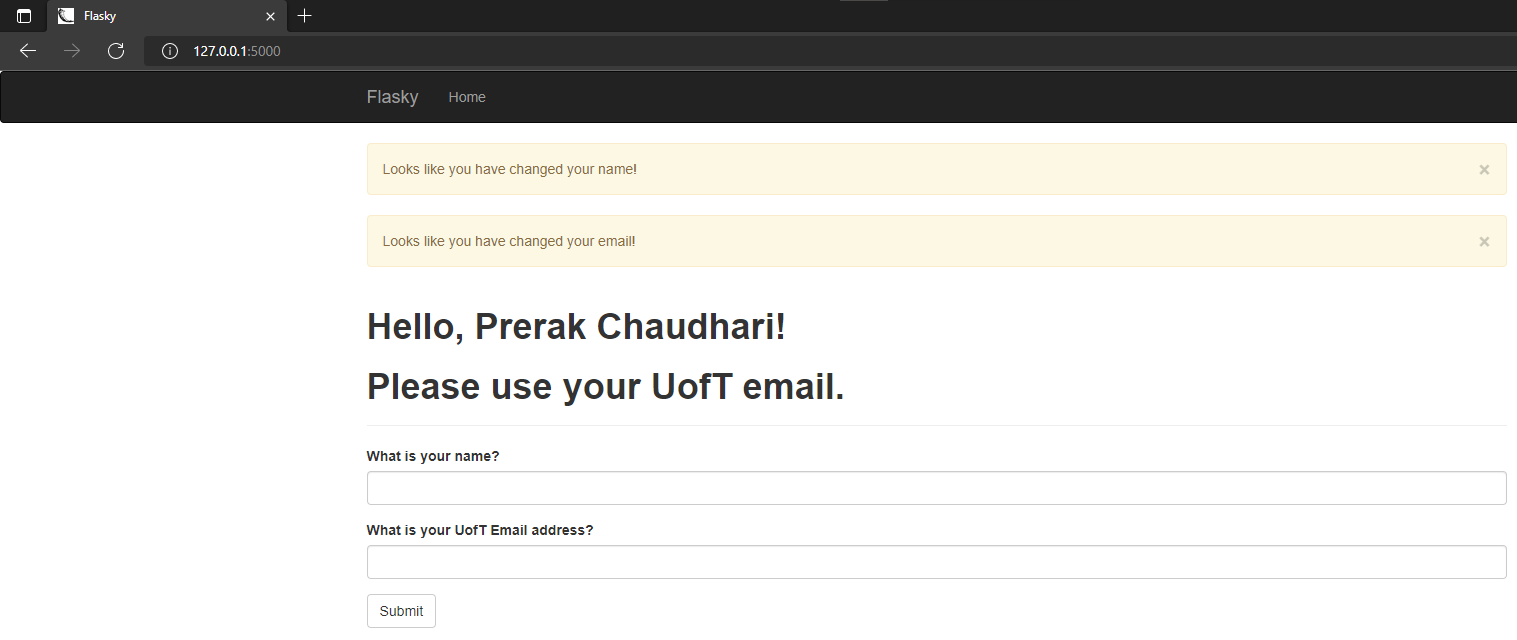 Flasky
127.0.0.1:5000
Flasky Home
Looks like you have changed your name! ×
Looks like you have changed your email! ×
Hello, Prerak Chaudhari!
Please use your UofT email.
What is your name?
What is your UofT Email address?
Submit